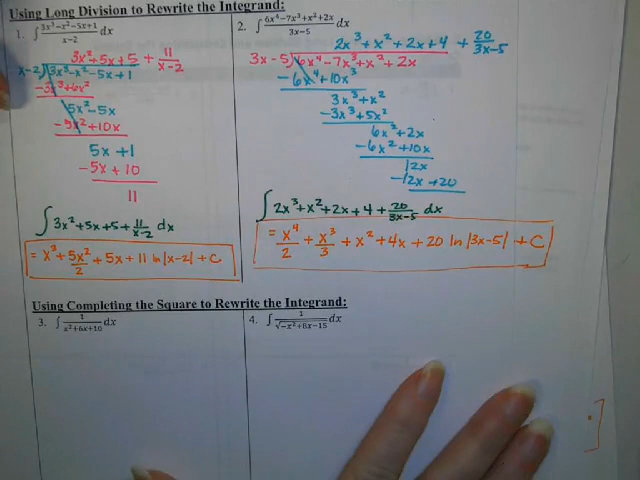 Using Long Division to Rewrite the Integrand:
1. ∫ (3x³−x²−5x+1)/(x−2) dx
3x²+5x+5 + 11/(x-2)
x-2)3x³-x²-5x+1
-3x³+6x²
5x²-5x
-5x²+10x
5x+1
-5x+10
11
∫ 3x²+5x+5+ 11/(x-2) dx
= x³+ 5x²/2 + 5x + 11 ln|x-2| + C
2. ∫ (6x⁴−7x³+x²+2x)/(3x−5) dx
2x³+x²+2x+4 + 20/(3x-5)
3x-5)6x⁴-7x³+x²+2x
-6x⁴+10x³
3x³+x²
-3x³+5x²
6x²+2x
-6x²+10x
12x
-12x+20
∫ 2x³+x²+2x+4+ 20/(3x-5) dx
= x⁴/2 + x³/3 + x²+4x+20 ln|3x-5| + C
Using Completing the Square to Rewrite the Integrand:
3. ∫ 1/(x²+6x+10) dx
4. ∫ 1/√(−x²+8x−15) dx